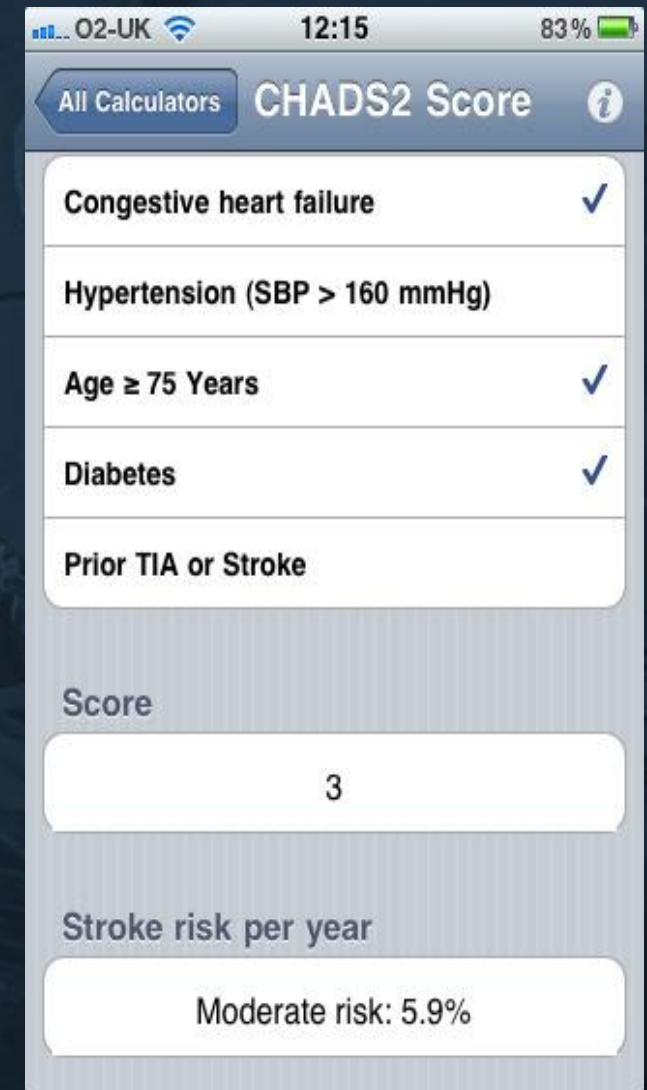 O2-UK 12:15 83%
All Calculators CHADS2 Score i
Congestive heart failure
Hypertension (SBP > 160 mmHg)
Age ≥ 75 Years
Diabetes
Prior TIA or Stroke
Score
3
Stroke risk per year
Moderate risk: 5.9%